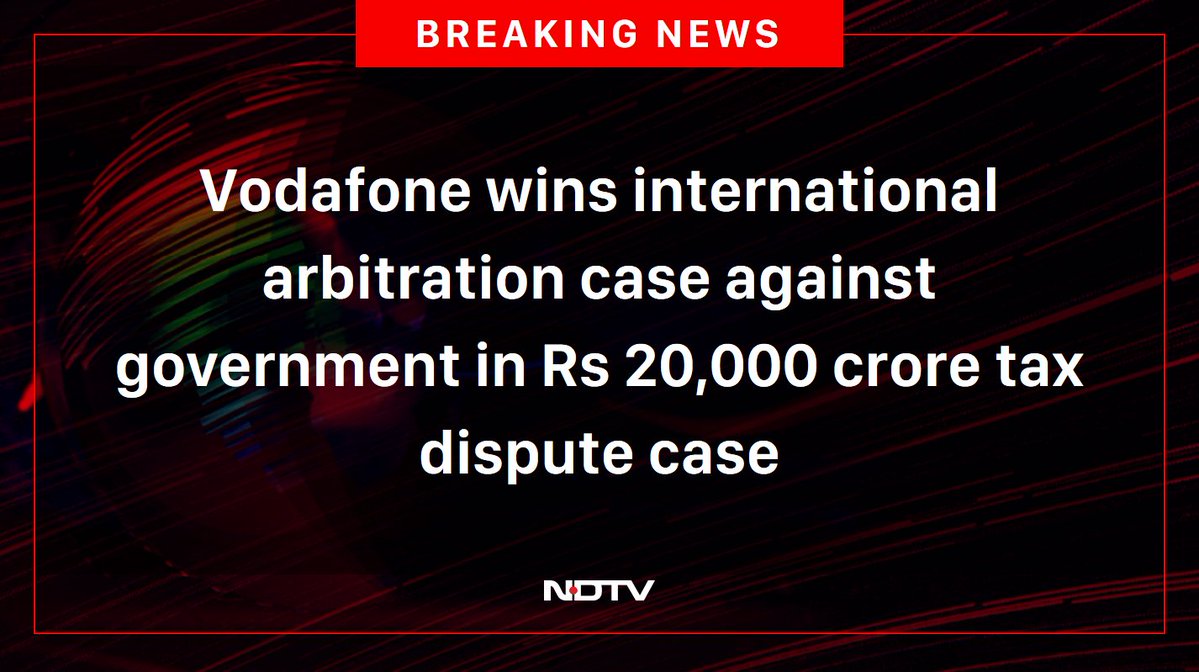 BREAKING NEWS
Vodafone wins international
arbitration case against
government in Rs 20,000 crore tax
dispute case
NDTV